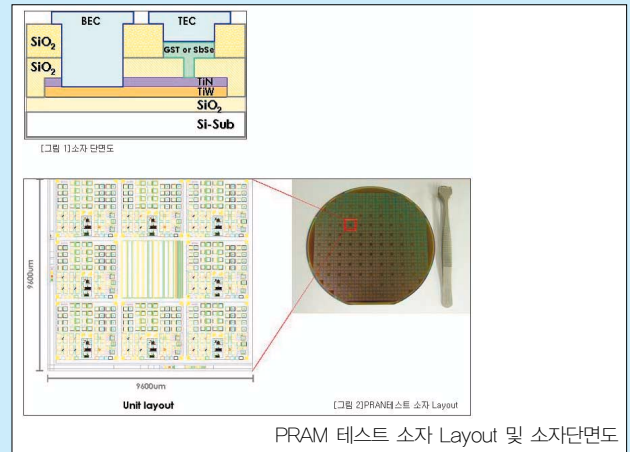 BEC TEC
SiO2
GST or SbSe
SiO2
TiN
TiW
SiO2
Si-Sub
[그림 1]소자 단면도
9600um
9600um
Unit layout
[그림 2]PRAN테스트 소자 Layout
PRAM 테스트 소자 Layout 및 소자단면도